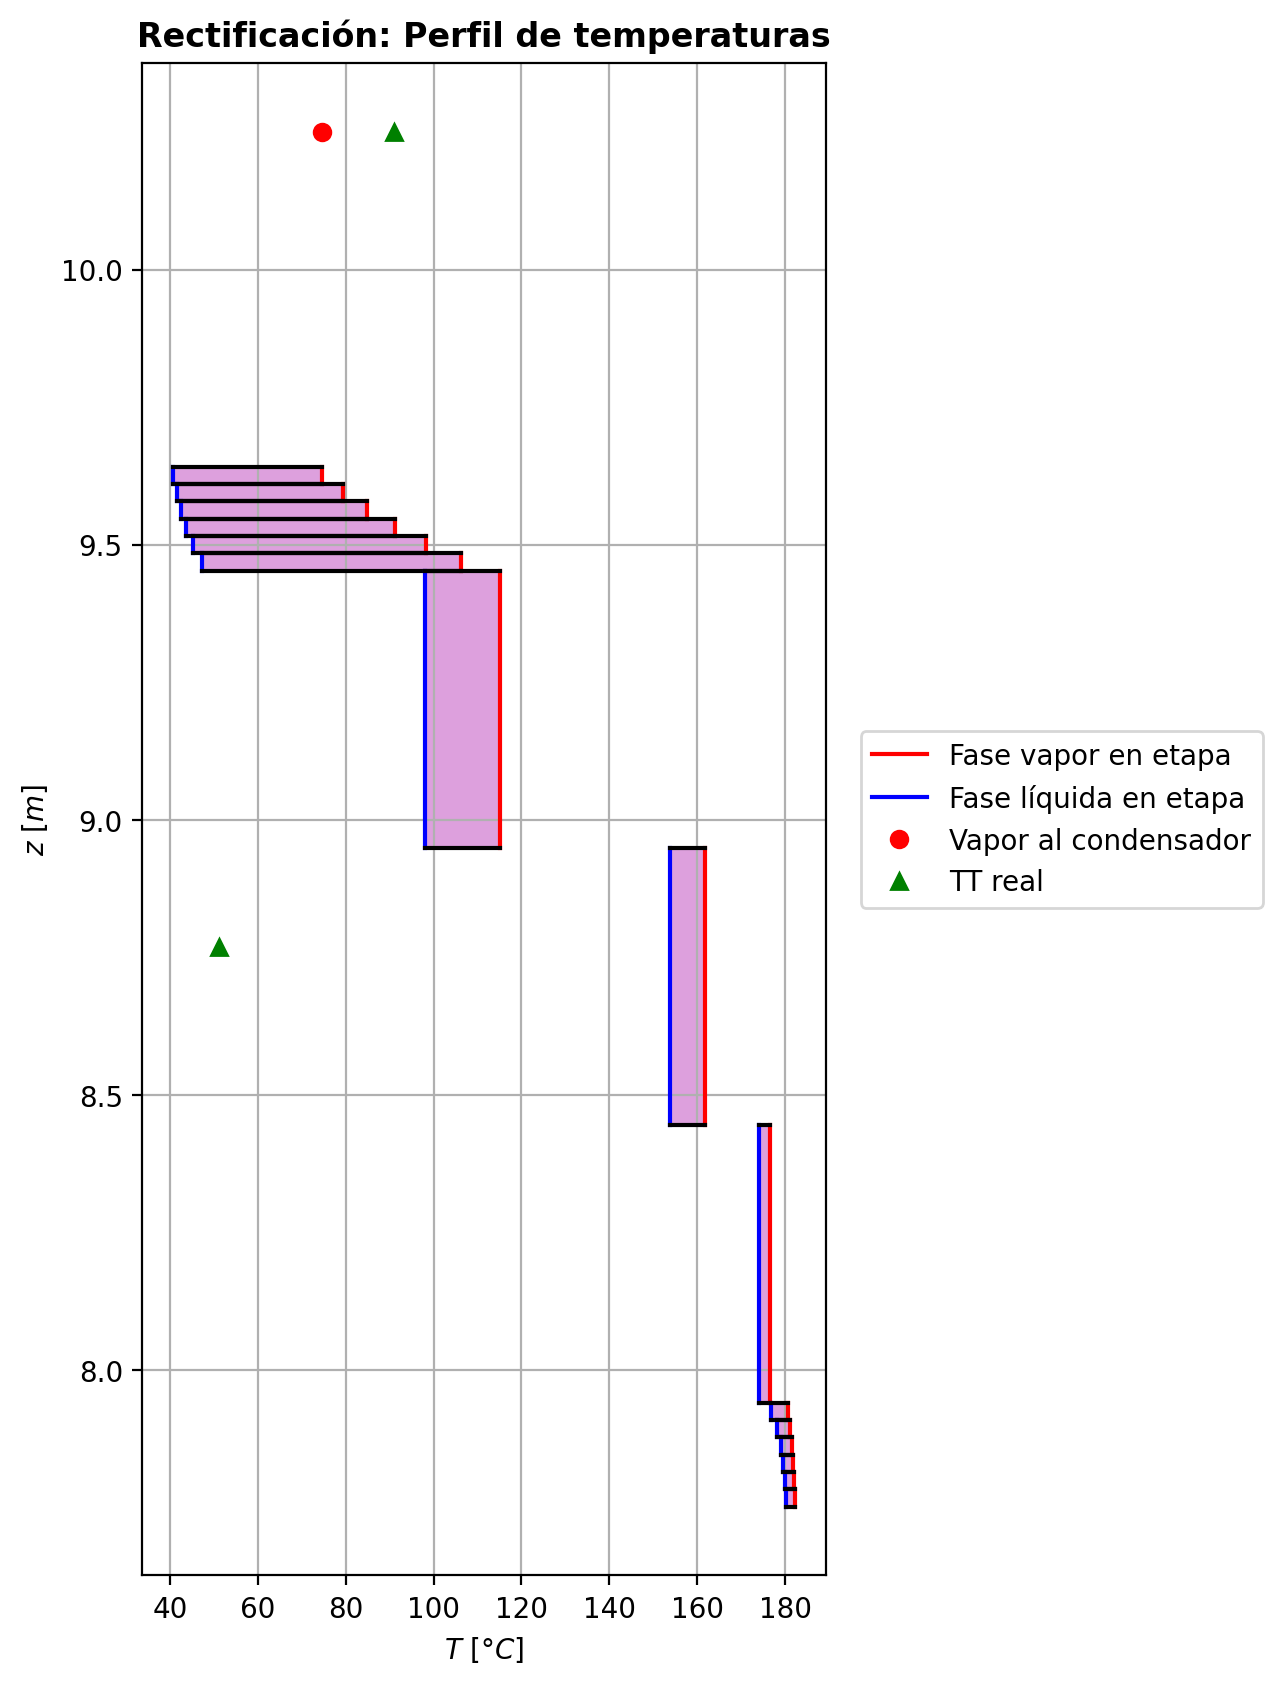 Rectificación: Perfil de temperaturas
10.0
9.5
9.0
8.5
8.0
z [m]
40 60 80 100 120 140 160 180
T [°C]
Fase vapor en etapa
Fase líquida en etapa
Vapor al condensador
TT real